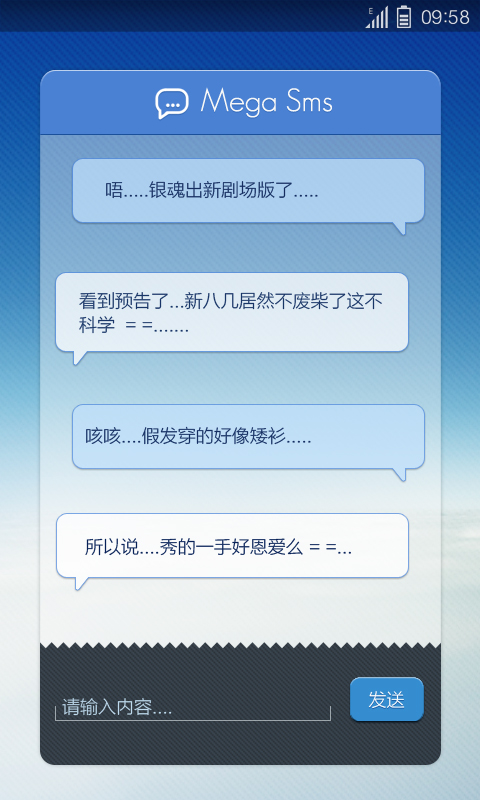 E
09:58
Mega Sms
唔.....银魂出新剧场版了.....
看到预告了...新八几居然不废柴了这不
科学 = =.......
咳咳....假发穿的好像矮衫.....
所以说....秀的一手好恩爱么 = =...
请输入内容....
发送